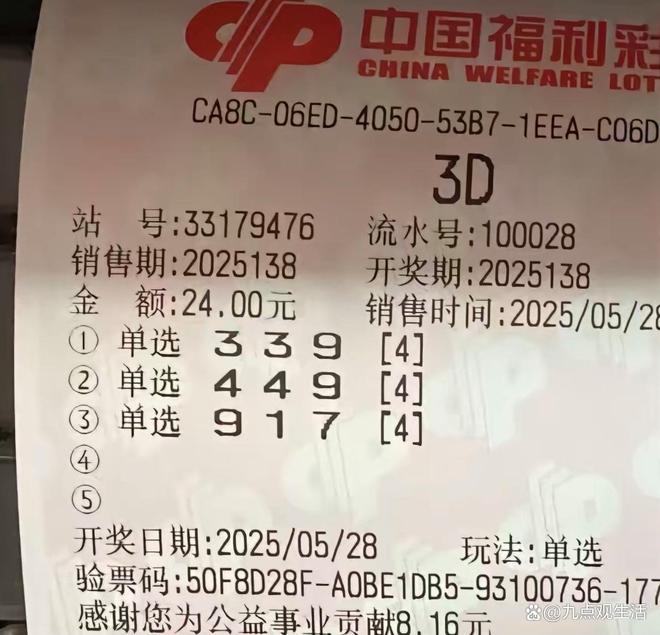 中国福利彩
CHINA WELFARE LOT
CA8C-06ED-4050-53B7-1EEA-C06D
3D
站 号:33179476 流水号:100028
销售期:2025138 开奖期:2025138
金 额:24.00元 销售时间:2025/05/28
① 单选 3 3 9 [4]
② 单选 4 4 9 [4]
③ 单选 9 1 7 [4]
④
⑤
开奖日期:2025/05/28 玩法:单选
验票码:50F8D28F-A0BE1DB5-93100736-177
感谢您为公益事业贡献8.16元
九点观生活